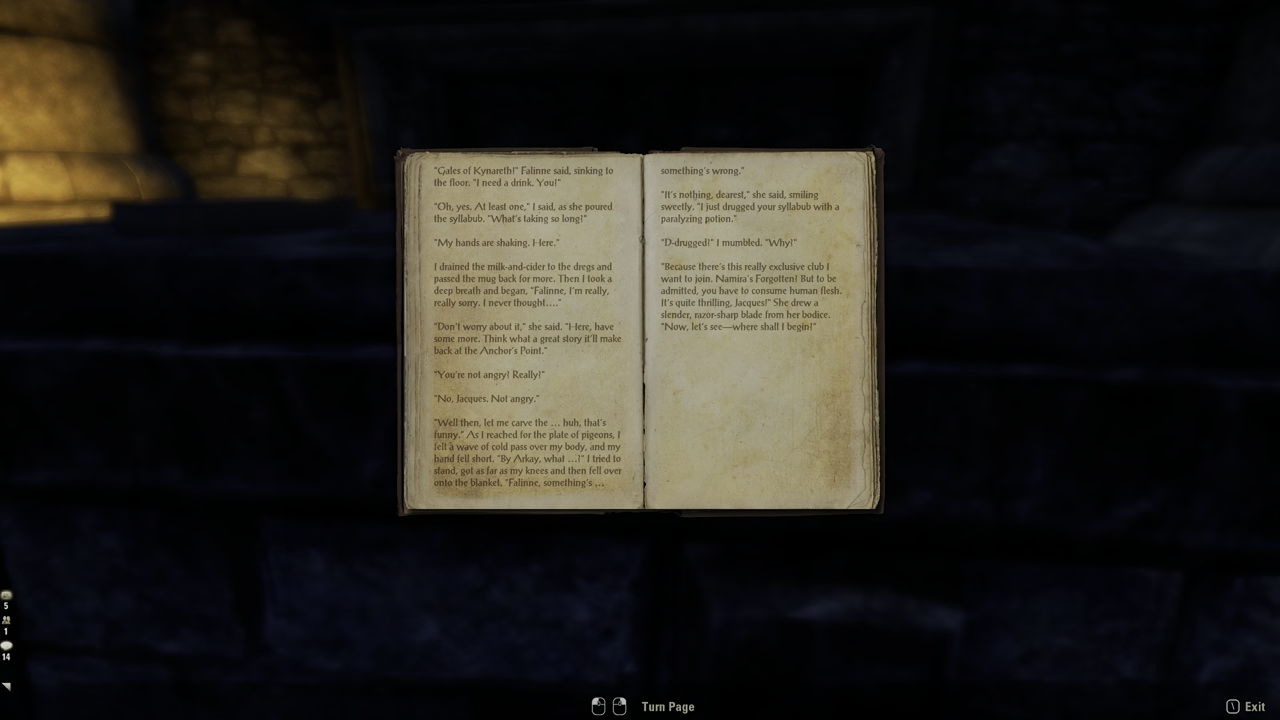 "Gales of Kynareth!" Falinne said, sinking to
the floor. "I need a drink. You?"
"Oh, yes. At least one," I said, as she poured
the syllabub. "What's taking so long?"
"My hands are shaking. Here."
I drained the milk-and-cider to the dregs and
passed the mug back for more. Then I took a
deep breath and began, "Falinne, I'm really,
really sorry. I never thought…."
"Don't worry about it," she said. "Here, have
some more. Think what a great story it'll make
back at the Anchor's Point."
"You're not angry? Really?"
"No, Jacques. Not angry."
"Well then, let me carve the … huh, that's
funny." As I reached for the plate of pigeons, I
felt a wave of cold pass over my body, and my
hand fell short. "By Arkay, what …?" I tried to
stand, got as far as my knees and then fell over
onto the blanket. "Falinne, something's …
something's wrong."
"It's nothing, dearest," she said, smiling
sweetly. "I just drugged your syllabub with a
paralyzing potion."
"D-drugged?" I mumbled. "Why?"
"Because there's this really exclusive club I
want to join. Namira's Forgotten? But to be
admitted, you have to consume human flesh.
It's quite thrilling, Jacques!" She drew a
slender, razor-sharp blade from her bodice.
"Now, let's see—where shall I begin?"
5
1
14
Turn Page
\ Exit